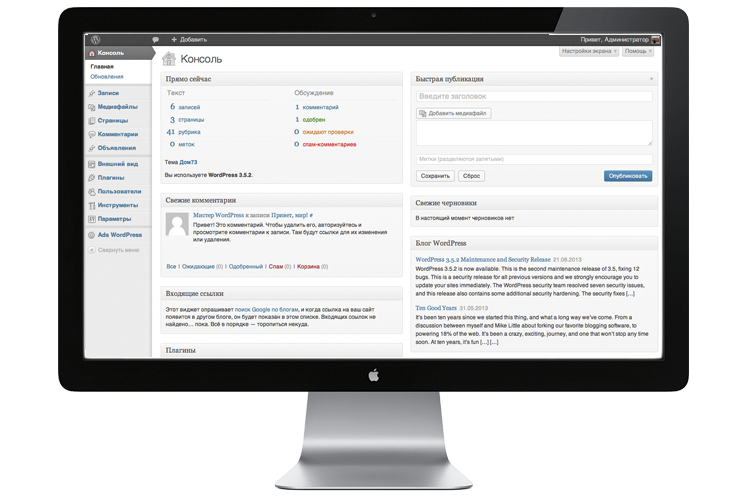 Добавить
Привет, Администратор
Консоль
Главная
Обновления
Записи
Медиафайлы
Страницы
Комментарии
Объявления
Внешний вид
Плагины
Пользователи
Инструменты
Параметры
Ads WordPress
Свернуть меню
Настройки экрана
Помощь
Консоль
Прямо сейчас
Текст
Обсуждение
6 записей
1 комментарий
3 страницы
1 одобрен
41 рубрика
0 ожидают проверки
0 меток
0 спам-комментариев
Тема Дом73
Вы используете WordPress 3.5.2.
Свежие комментарии
Мистер WordPress к записи Привет, мир! #
Привет! Это комментарий. Чтобы удалить его, авторизуйтесь и
просмотрите комментарии к записи. Там будут ссылки для их изменения
или удаления.
Все | Ожидающие (0) | Одобренный | Спам (0) | Корзина (0)
Входящие ссылки
Этот виджет опрашивает поиск Google по блогам, и когда ссылка на ваш сайт
появится в другом блоге, он будет показан в этом списке. Входящих ссылок не
найдено… пока. Всё в порядке — торопиться некуда.
Плагины
Быстрая публикация
Введите заголовок
Добавить медиафайл
Метки (разделяются запятыми)
Сохранить
Сброс
Опубликовать
Свежие черновики
В настоящий момент черновиков нет
Блог WordPress
WordPress 3.5.2 Maintenance and Security Release 21.06.2013
WordPress 3.5.2 is now available. This is the second maintenance release of 3.5, fixing 12
bugs. This is a security release for all previous versions and we strongly encourage you to
update your sites immediately. The WordPress security team resolved seven security issues,
and this release also contains some additional security hardening. The security fixes […]
Ten Good Years 31.05.2013
It's been ten years since we started this thing, and what a long way we've come. From a
discussion between myself and Mike Little about forking our favorite blogging software, to
powering 18% of the web. It's been a crazy, exciting, journey, and one that won't stop any time
soon. At ten years, it's fun […] […]